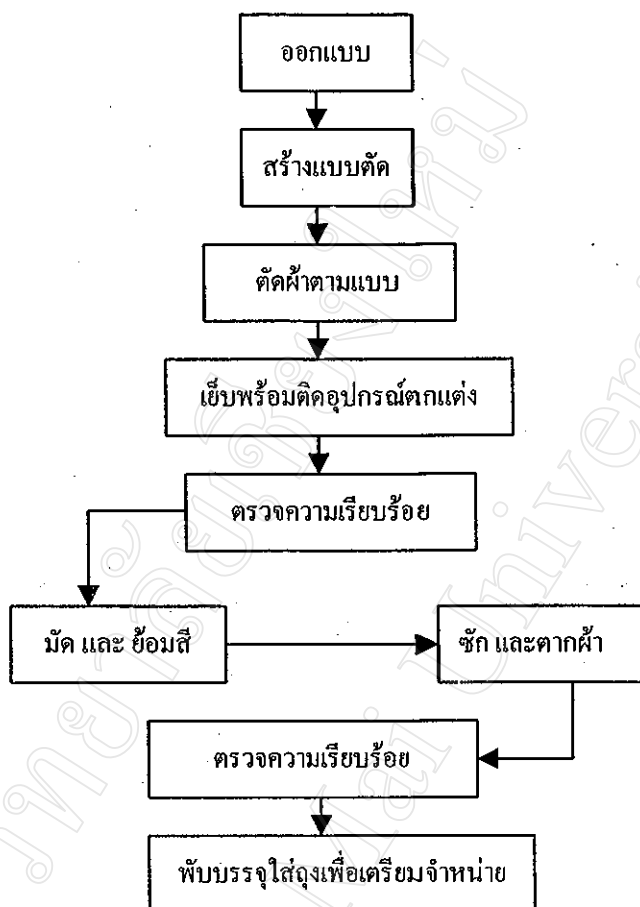 ออกแบบ
สร้างแบบตัด
ตัดผ้าตามแบบ
เย็บพร้อมติดอุปกรณ์ตกแต่ง
ตรวจความเรียบร้อย
มัด และ ย้อมสี
ซัก และตากผ้า
ตรวจความเรียบร้อย
พับบรรจุใส่ถุงเพื่อเตรียมจำหน่าย